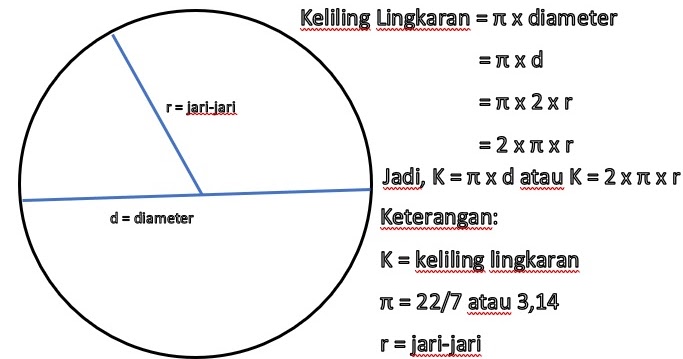 Keliling Lingkaran = π x diameter
= π x d
= π x 2 x r
= 2 x π x r
Jadi, K = π x d atau K = 2 x π x r
Keterangan:
K = keliling lingkaran
π = 22/7 atau 3,14
r = jari-jari
r = jari-jari
d = diameter